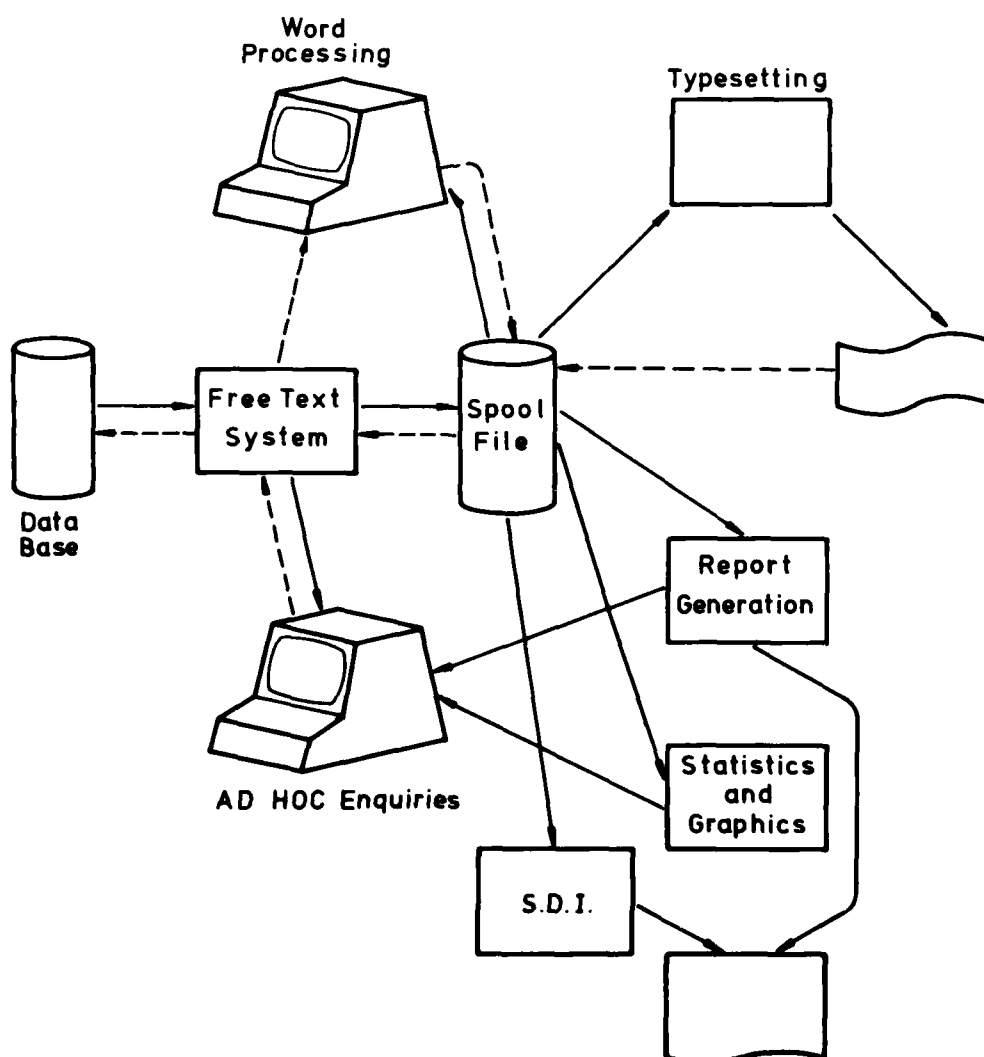 Word
Processing
Typesetting
Free Text
System
Spool
File
Data
Base
Report
Generation
AD HOC Enquiries
Statistics
and
Graphics
S.D.I.